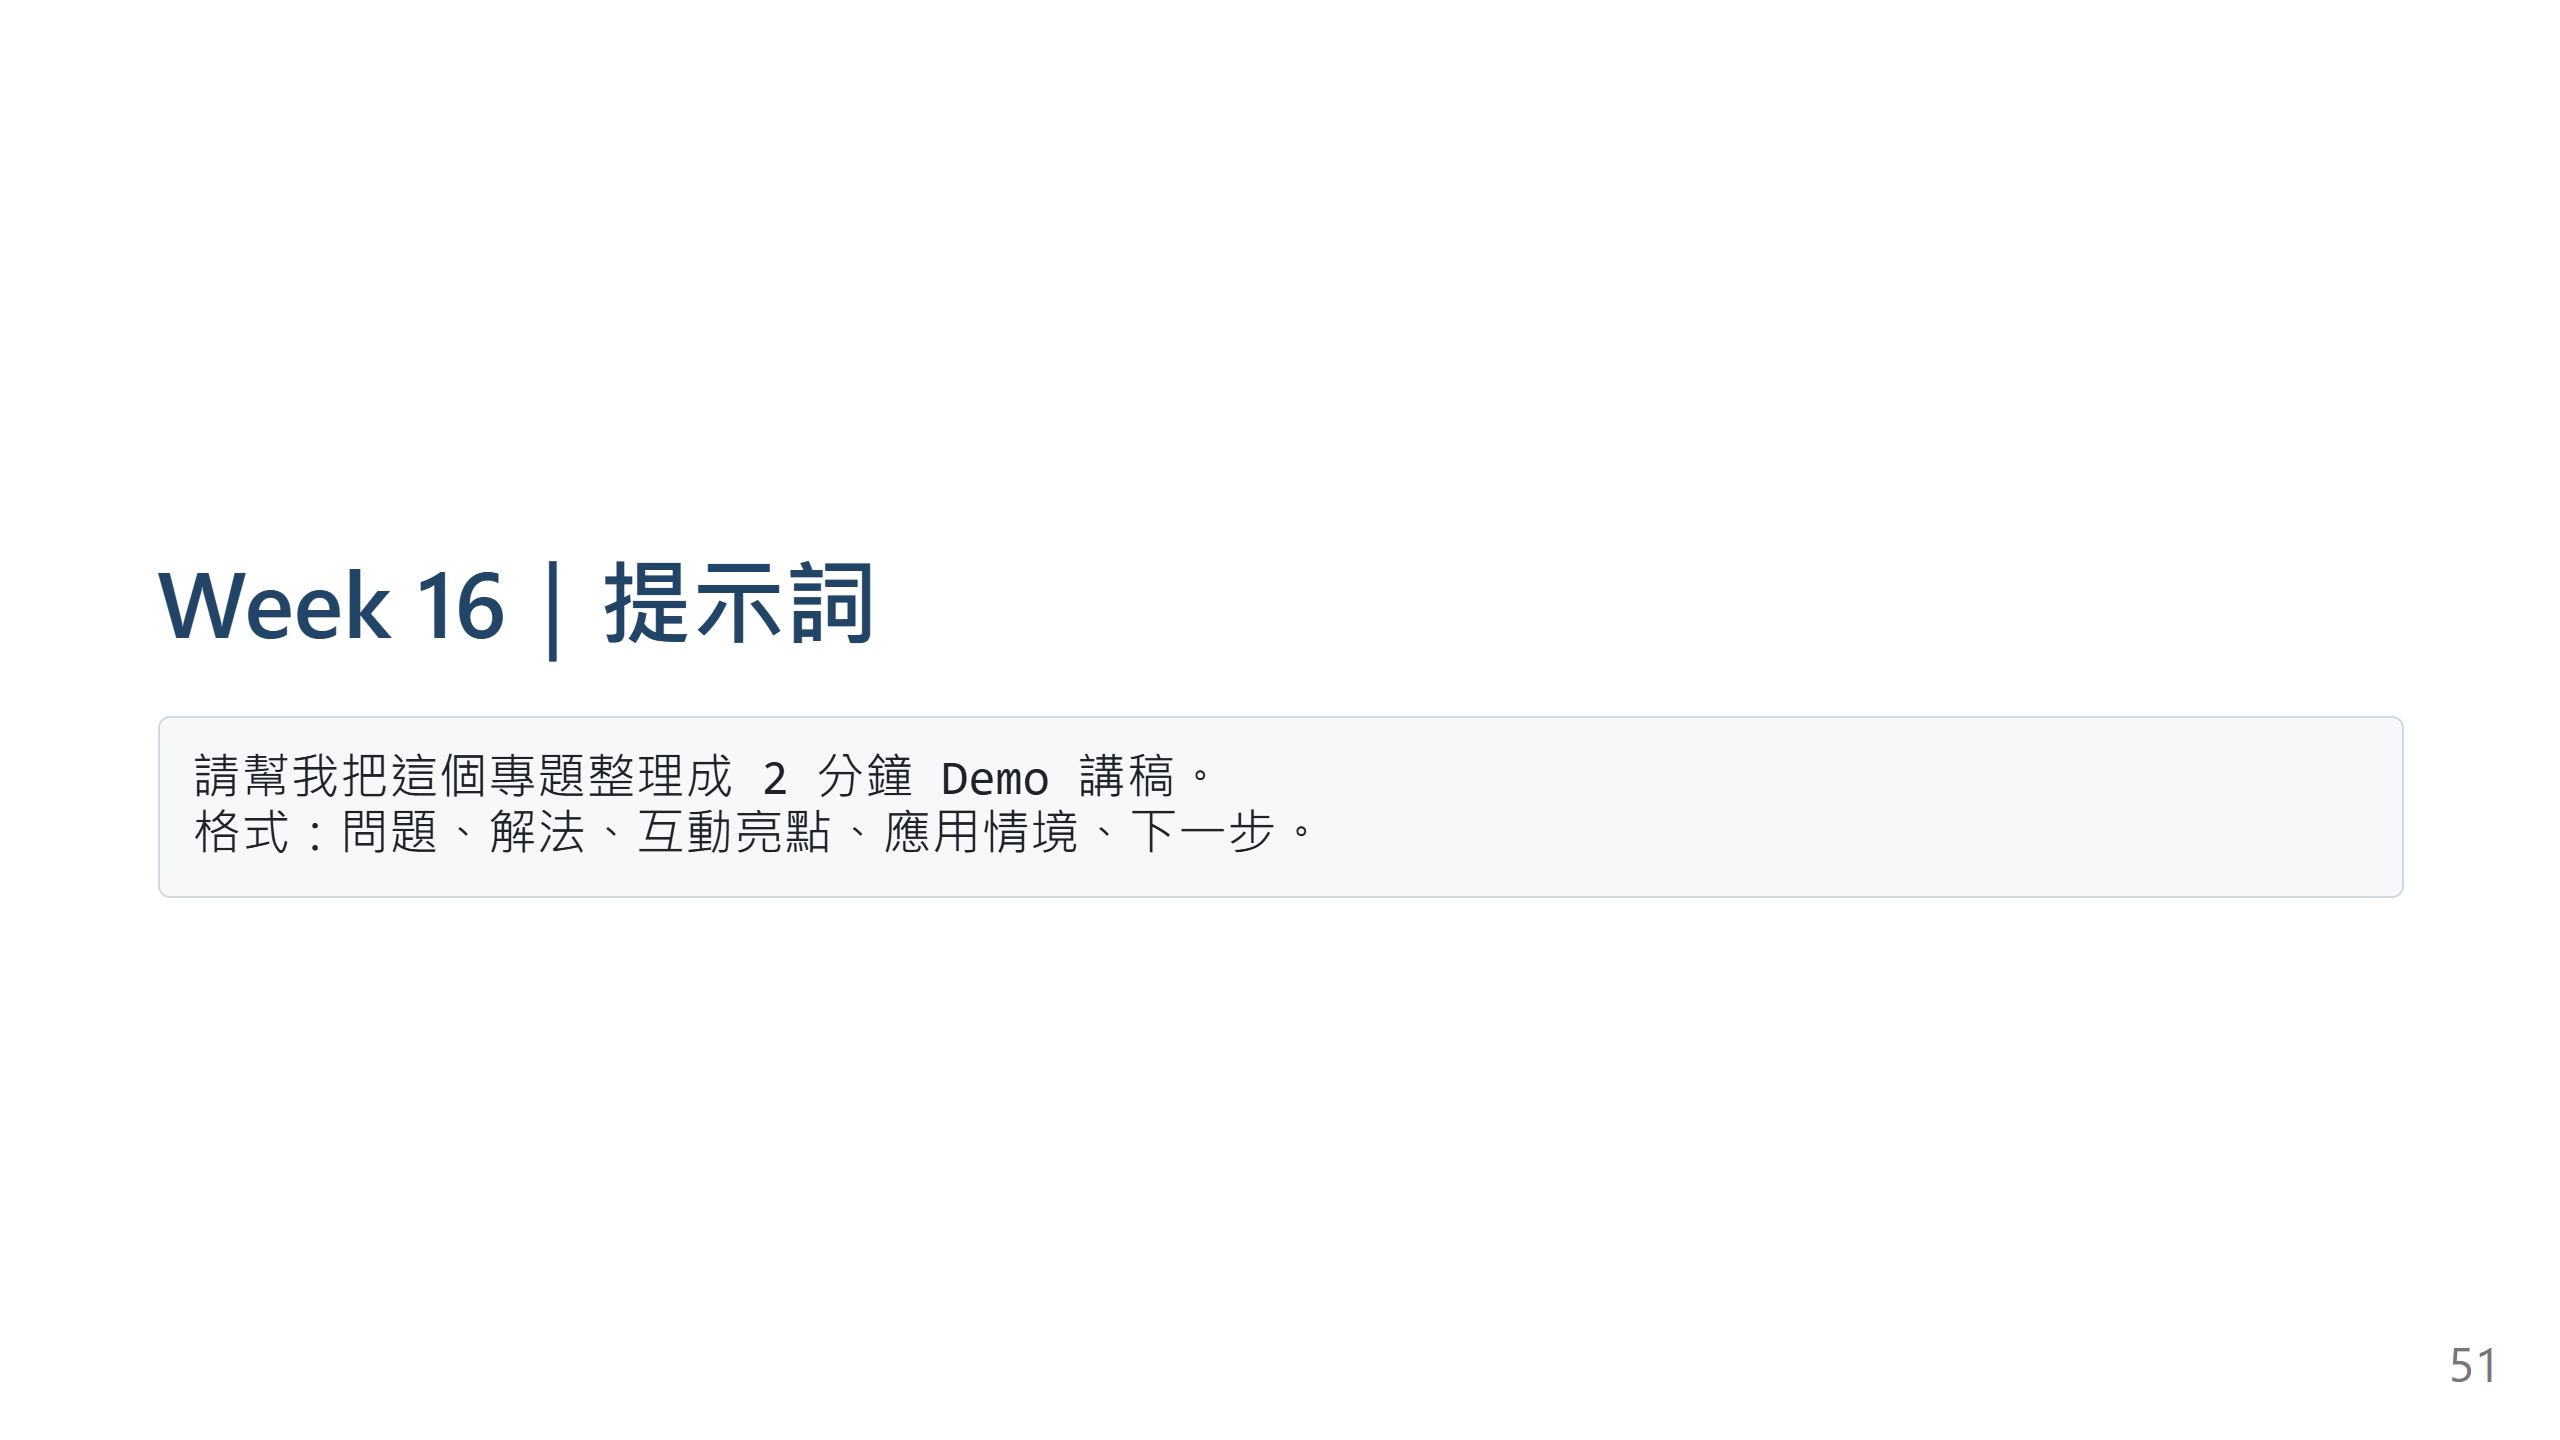 Week 16｜提示詞
請幫我把這個專題整理成 2 分鐘 Demo 講稿。
格式：問題、解法、互動亮點、應用情境、下一步。
51